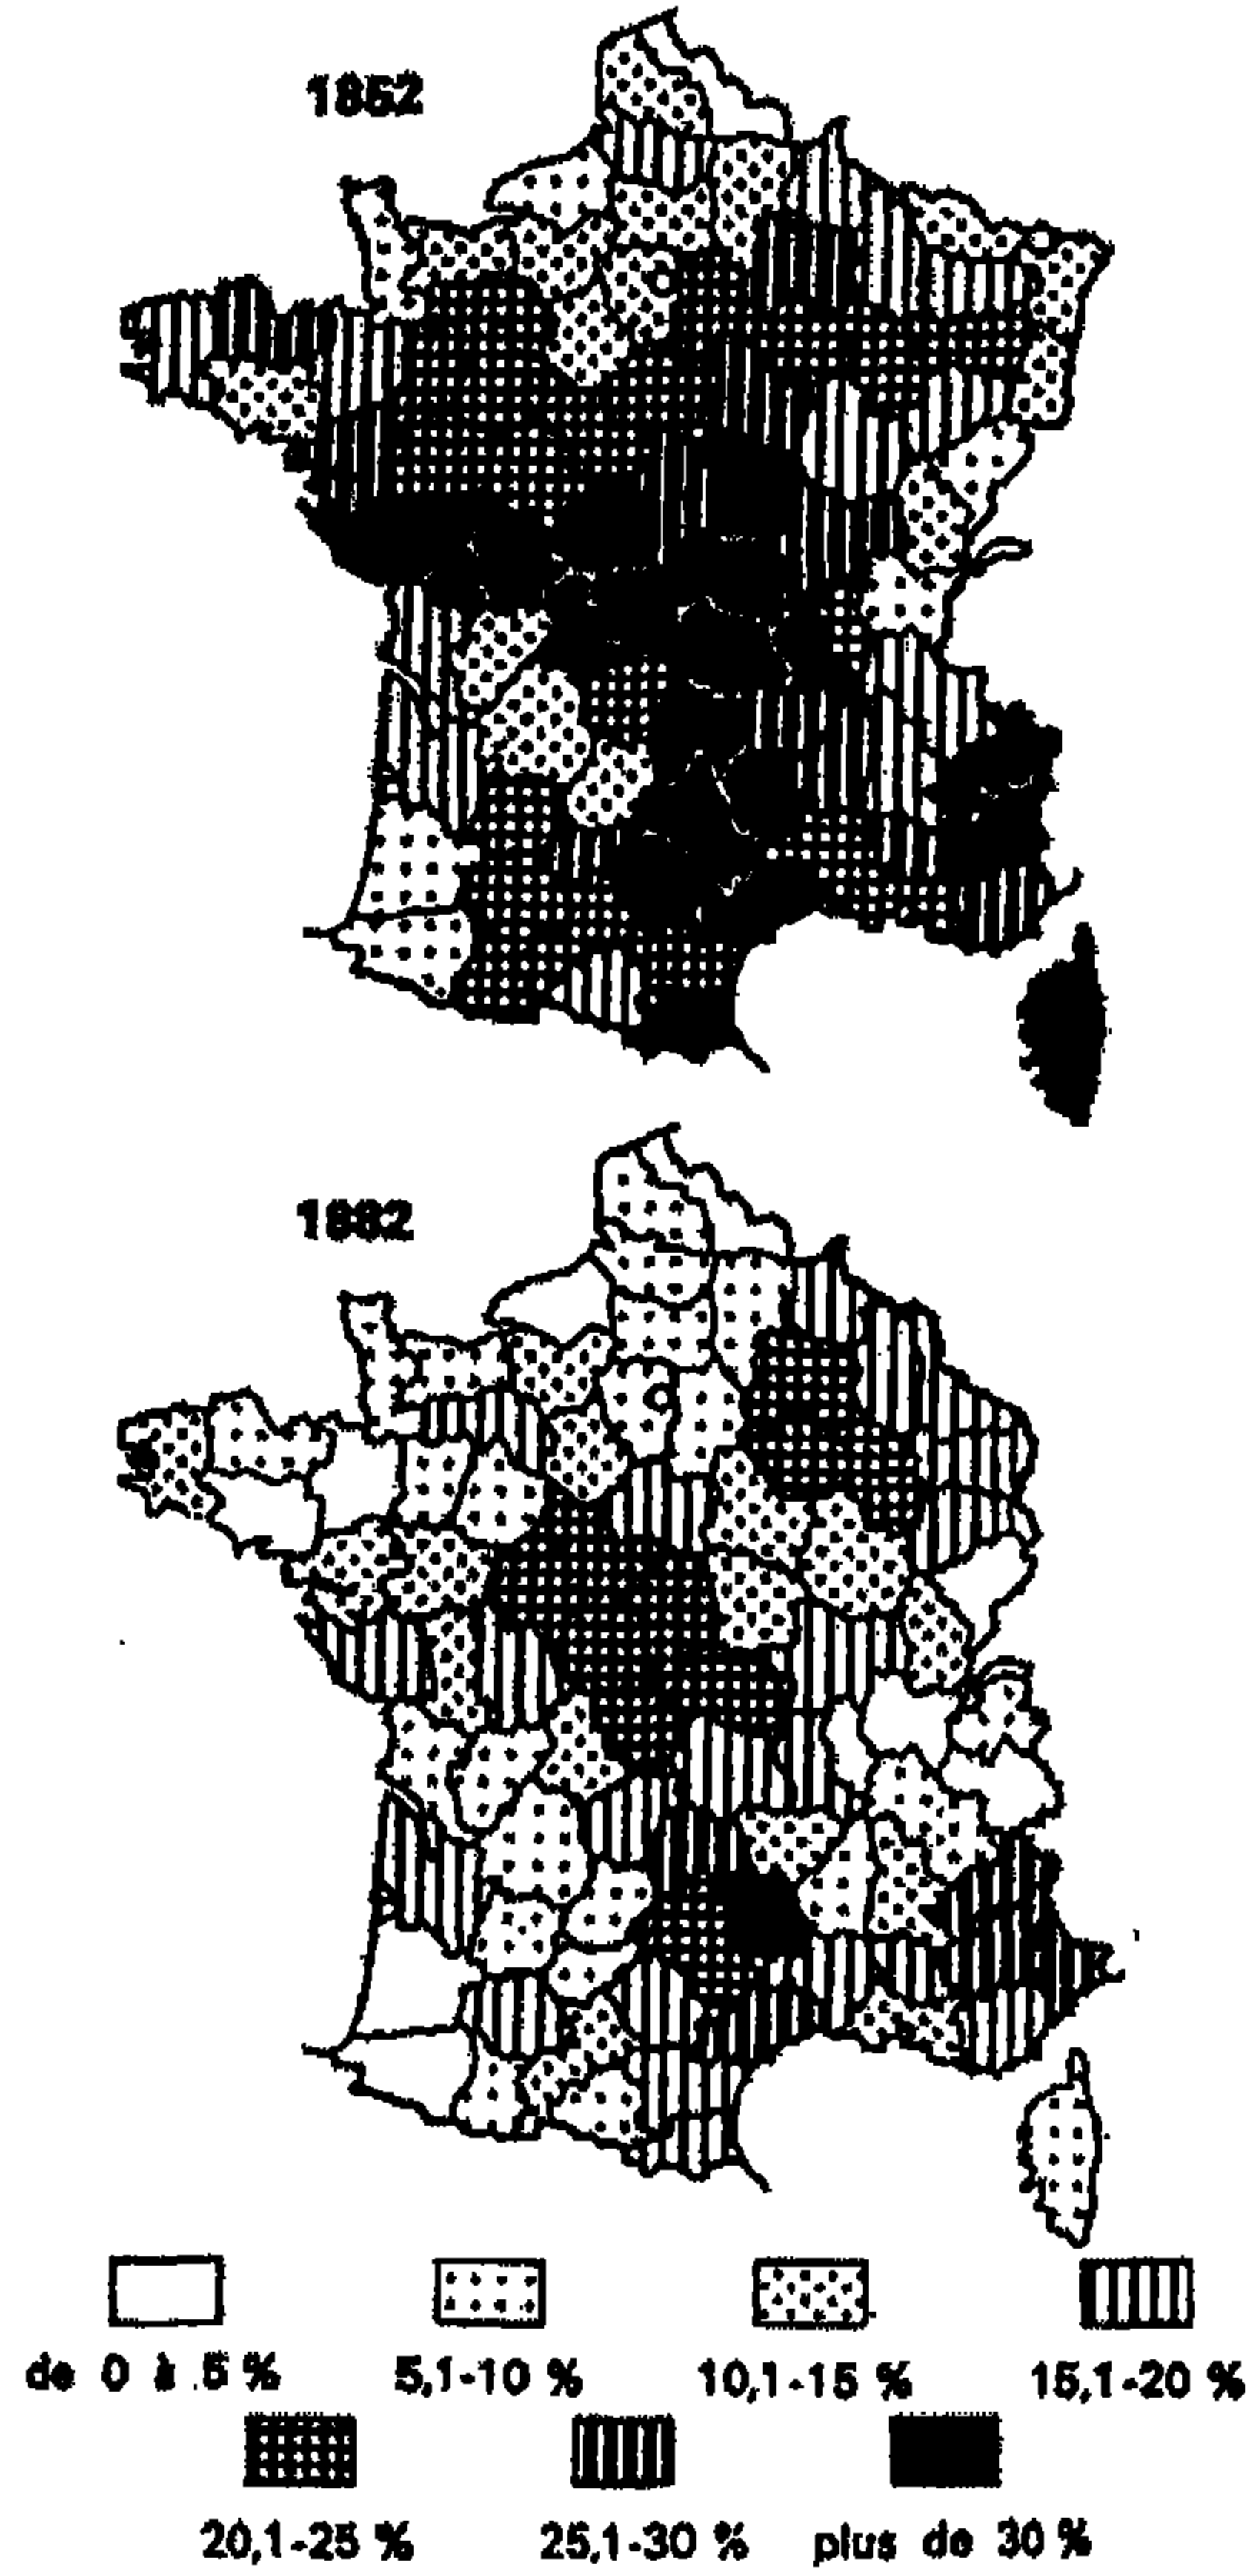 1852
1882
de 0 à 5 % 5,1-10 % 10,1-15 % 15,1-20 %
20,1-25 % 25,1-30 % plus de 30 %